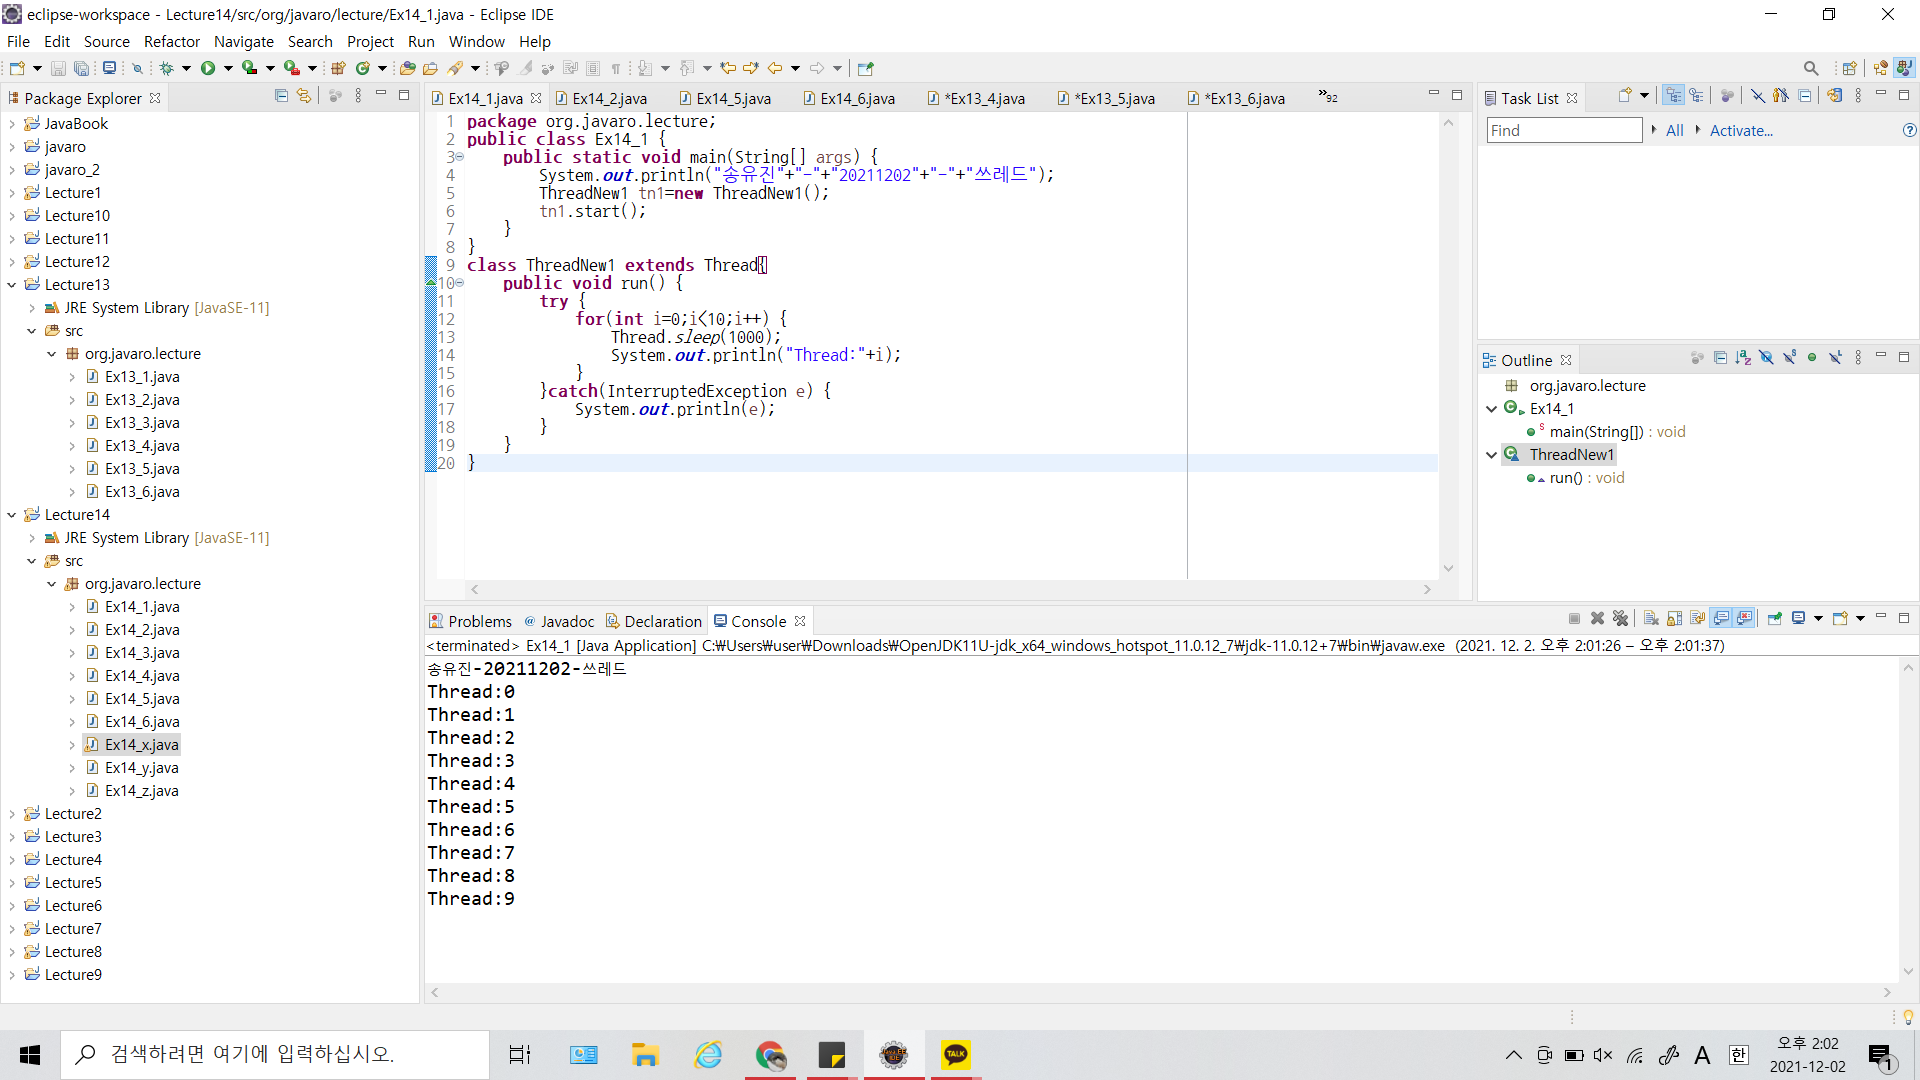 eclipse-workspace - Lecture14/src/org/javaro/lecture/Ex14_1.java - Eclipse IDE
File Edit Source Refactor Navigate Search Project Run Window Help
Package Explorer
JavaBook
javaro
javaro_2
Lecture1
Lecture10
Lecture11
Lecture12
Lecture13
JRE System Library [JavaSE-11]
src
org.javaro.lecture
Ex13_1.java
Ex13_2.java
Ex13_3.java
Ex13_4.java
Ex13_5.java
Ex13_6.java
Lecture14
JRE System Library [JavaSE-11]
src
org.javaro.lecture
Ex14_1.java
Ex14_2.java
Ex14_3.java
Ex14_4.java
Ex14_5.java
Ex14_6.java
Ex14_x.java
Ex14_y.java
Ex14_z.java
Lecture2
Lecture3
Lecture4
Lecture5
Lecture6
Lecture7
Lecture8
Lecture9
Ex14_1.java Ex14_2.java Ex14_5.java Ex14_6.java *Ex13_4.java *Ex13_5.java *Ex13_6.java »92
1 package org.javaro.lecture;
2 public class Ex14_1 {
3 public static void main(String[] args) {
4 System.out.println("송유진"+"-"+"20211202"+"-"+"쓰레드");
5 ThreadNew1 tn1=new ThreadNew1();
6 tn1.start();
7 }
8 }
9 class ThreadNew1 extends Thread{
10 public void run() {
11 try {
12 for(int i=0;i<10;i++) {
13 Thread.sleep(1000);
14 System.out.println("Thread:"+i);
15 }
16 }catch(InterruptedException e) {
17 System.out.println(e);
18 }
19 }
20 }
Task List
Find All Activate...
Outline
org.javaro.lecture
Ex14_1
main(String[]) : void
ThreadNew1
run() : void
Problems @ Javadoc Declaration Console
<terminated> Ex14_1 [Java Application] C:₩Users₩user₩Downloads₩OpenJDK11U-jdk_x64_windows_hotspot_11.0.12_7₩jdk-11.0.12+7₩bin₩javaw.exe (2021. 12. 2. 오후 2:01:26 – 오후 2:01:37)
송유진-20211202-쓰레드
Thread:0
Thread:1
Thread:2
Thread:3
Thread:4
Thread:5
Thread:6
Thread:7
Thread:8
Thread:9
검색하려면 여기에 입력하십시오.
TALK
A 한
오후 2:02
2021-12-02
1